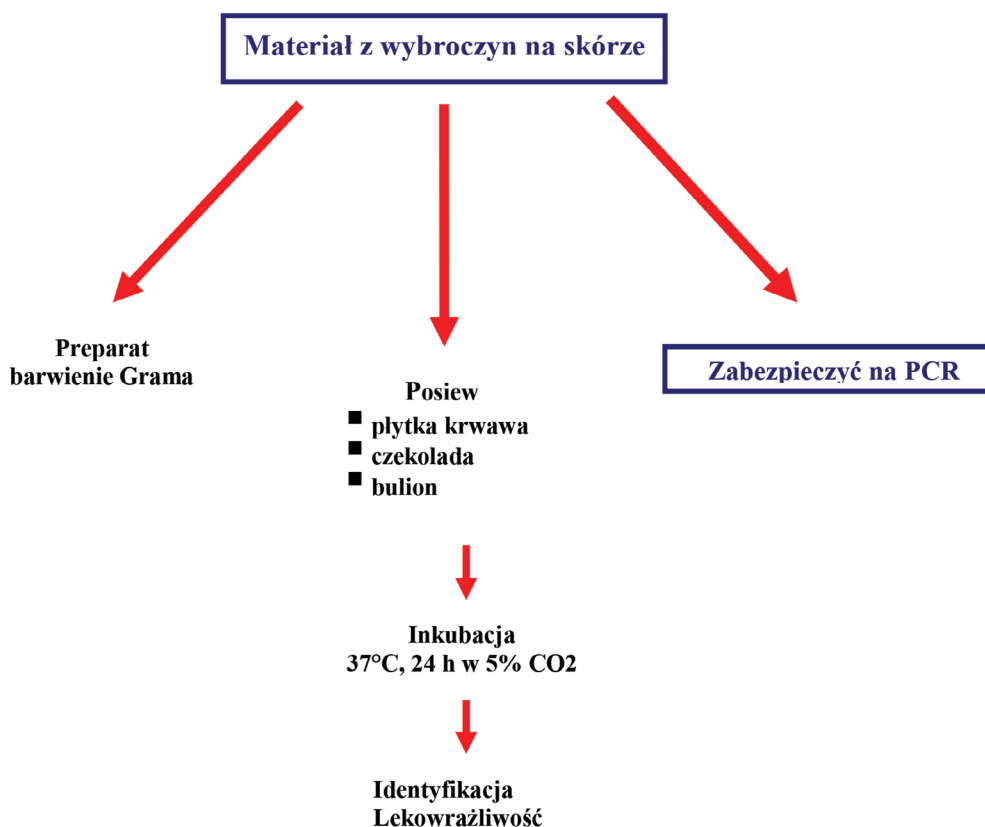 Materiał z wybroczyn na skórze
Preparat
barwienie Grama
Posiew
▪ płytka krwawa
▪ czekolada
▪ bulion
Zabezpieczyć na PCR
Inkubacja
37°C, 24 h w 5% CO2
Identyfikacja
Lekowrażliwość